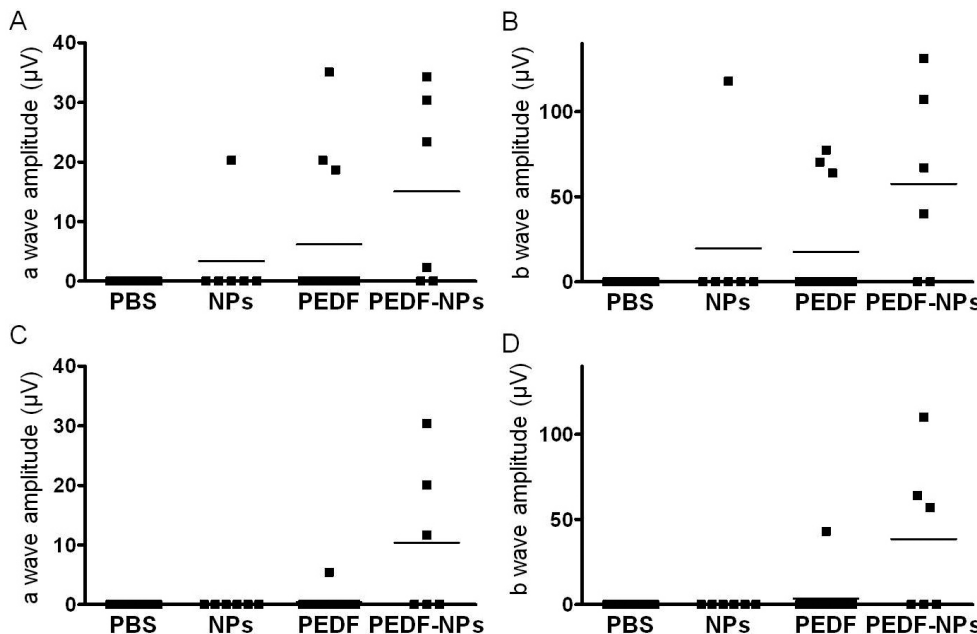 A
a wave amplitude (µV)
40
30
20
10
0
PBS NPs PEDF PEDF-NPs
B
b wave amplitude (µV)
100
50
0
PBS NPs PEDF PEDF-NPs
C
a wave amplitude (µV)
40
30
20
10
0
PBS NPs PEDF PEDF-NPs
D
b wave amplitude (µV)
100
50
0
PBS NPs PEDF PEDF-NPs